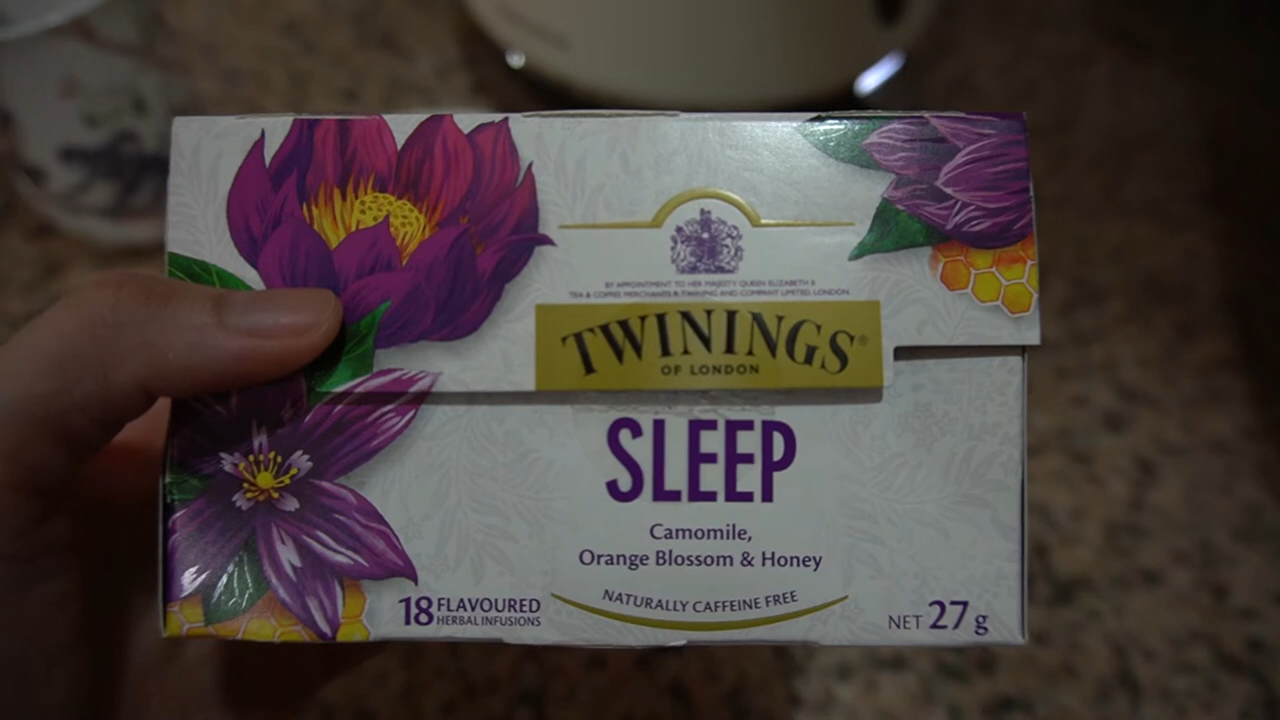 BY APPOINTMENT TO HER MAJESTY QUEEN ELIZABETH II
TEA & COFFEE MERCHANTS R. TWINING AND COMPANY LIMITED, LONDON.
TWININGS®
OF LONDON
SLEEP
Camomile,
Orange Blossom & Honey
NATURALLY CAFFEINE FREE
18 FLAVOURED
HERBAL INFUSIONS
NET 27 g